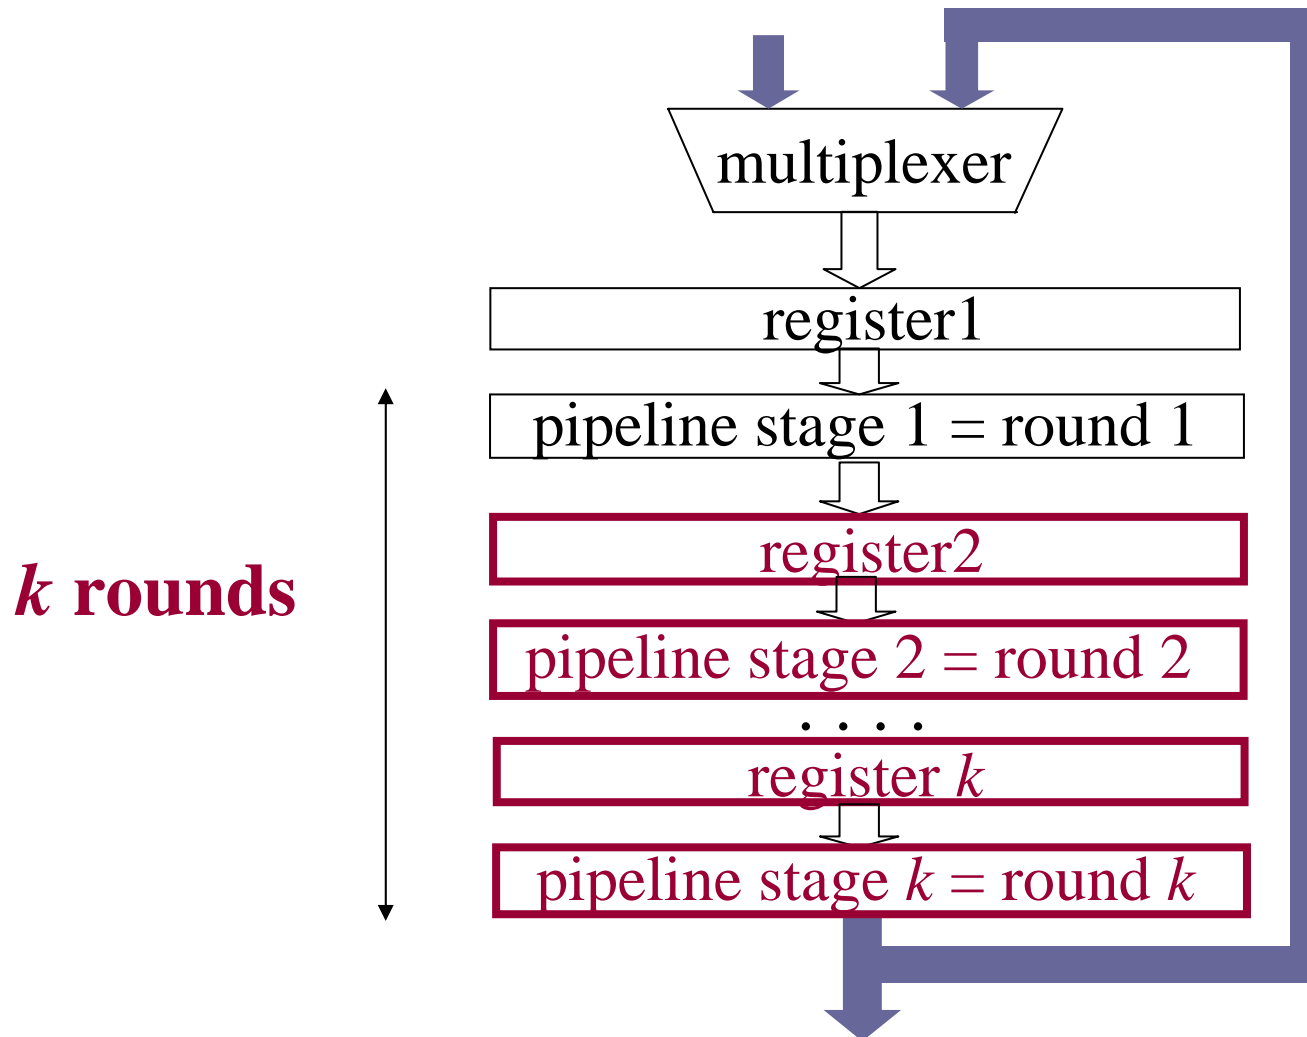 multiplexer
register1
pipeline stage 1 = round 1
register2
k rounds
pipeline stage 2 = round 2
. . . .
register k
pipeline stage k = round k